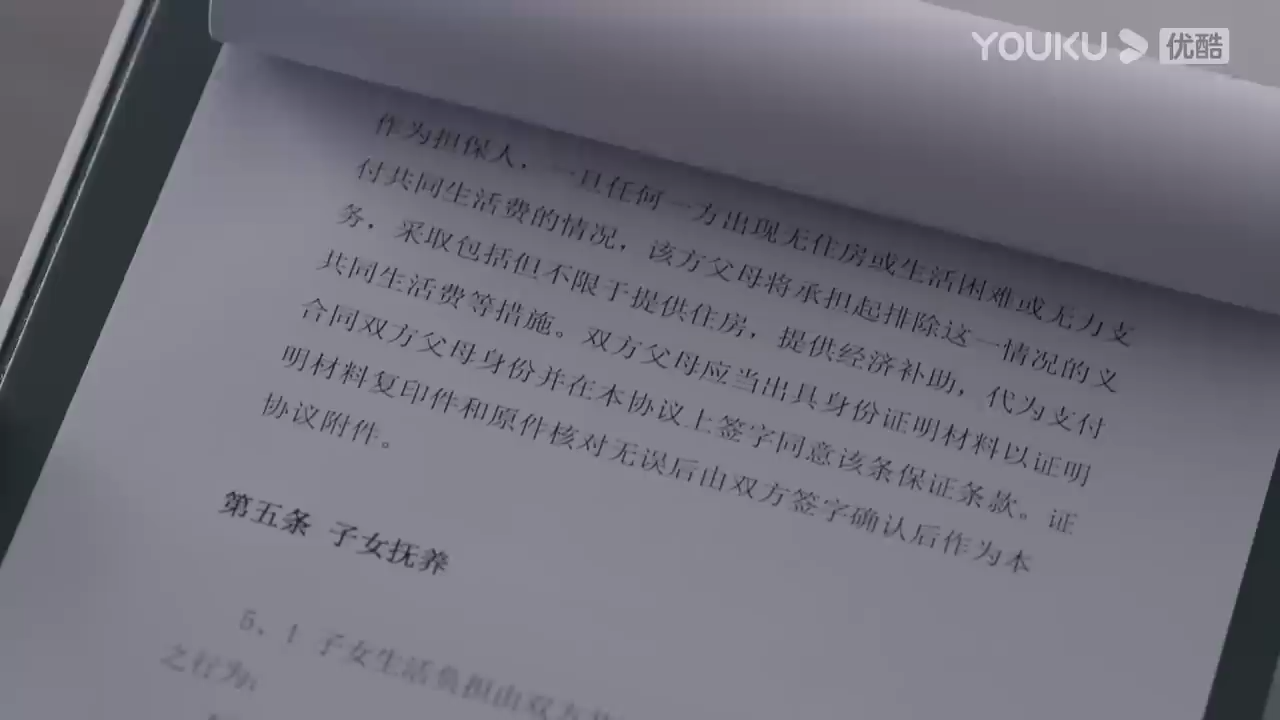 YOUKU 优酷
作为担保人，一旦任何一方出现无住房或生活困难或无力支
付共同生活费的情况，该方父母将承担起排除这一情况的义
务，采取包括但不限于提供住房，提供经济补助，代为支付
共同生活费等措施。双方父母应当出具身份证明材料以证明
合同双方父母身份并在本协议上签字同意该条保证条款。证
明材料复印件和原件核对无误后由双方签字确认后作为本
协议附件。
第五条 子女抚养
5．1 子女生活负担由双方
之行为：